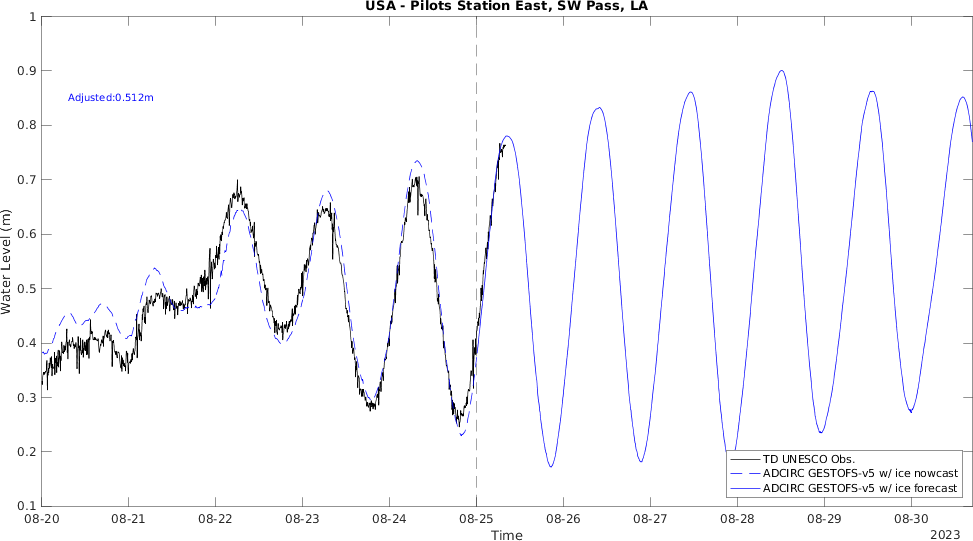 USA - Pilots Station East, SW Pass, LA
1
0.9
Adjusted:0.512m
0.8
0.7
0.6
Water Level (m)
0.5
0.4
0.3
0.2
0.1
TD UNESCO Obs.
ADCIRC GESTOFS-v5 w/ ice nowcast
ADCIRC GESTOFS-v5 w/ ice forecast
08-20 08-21 08-22 08-23 08-24 08-25 08-26 08-27 08-28 08-29 08-30
Time
2023